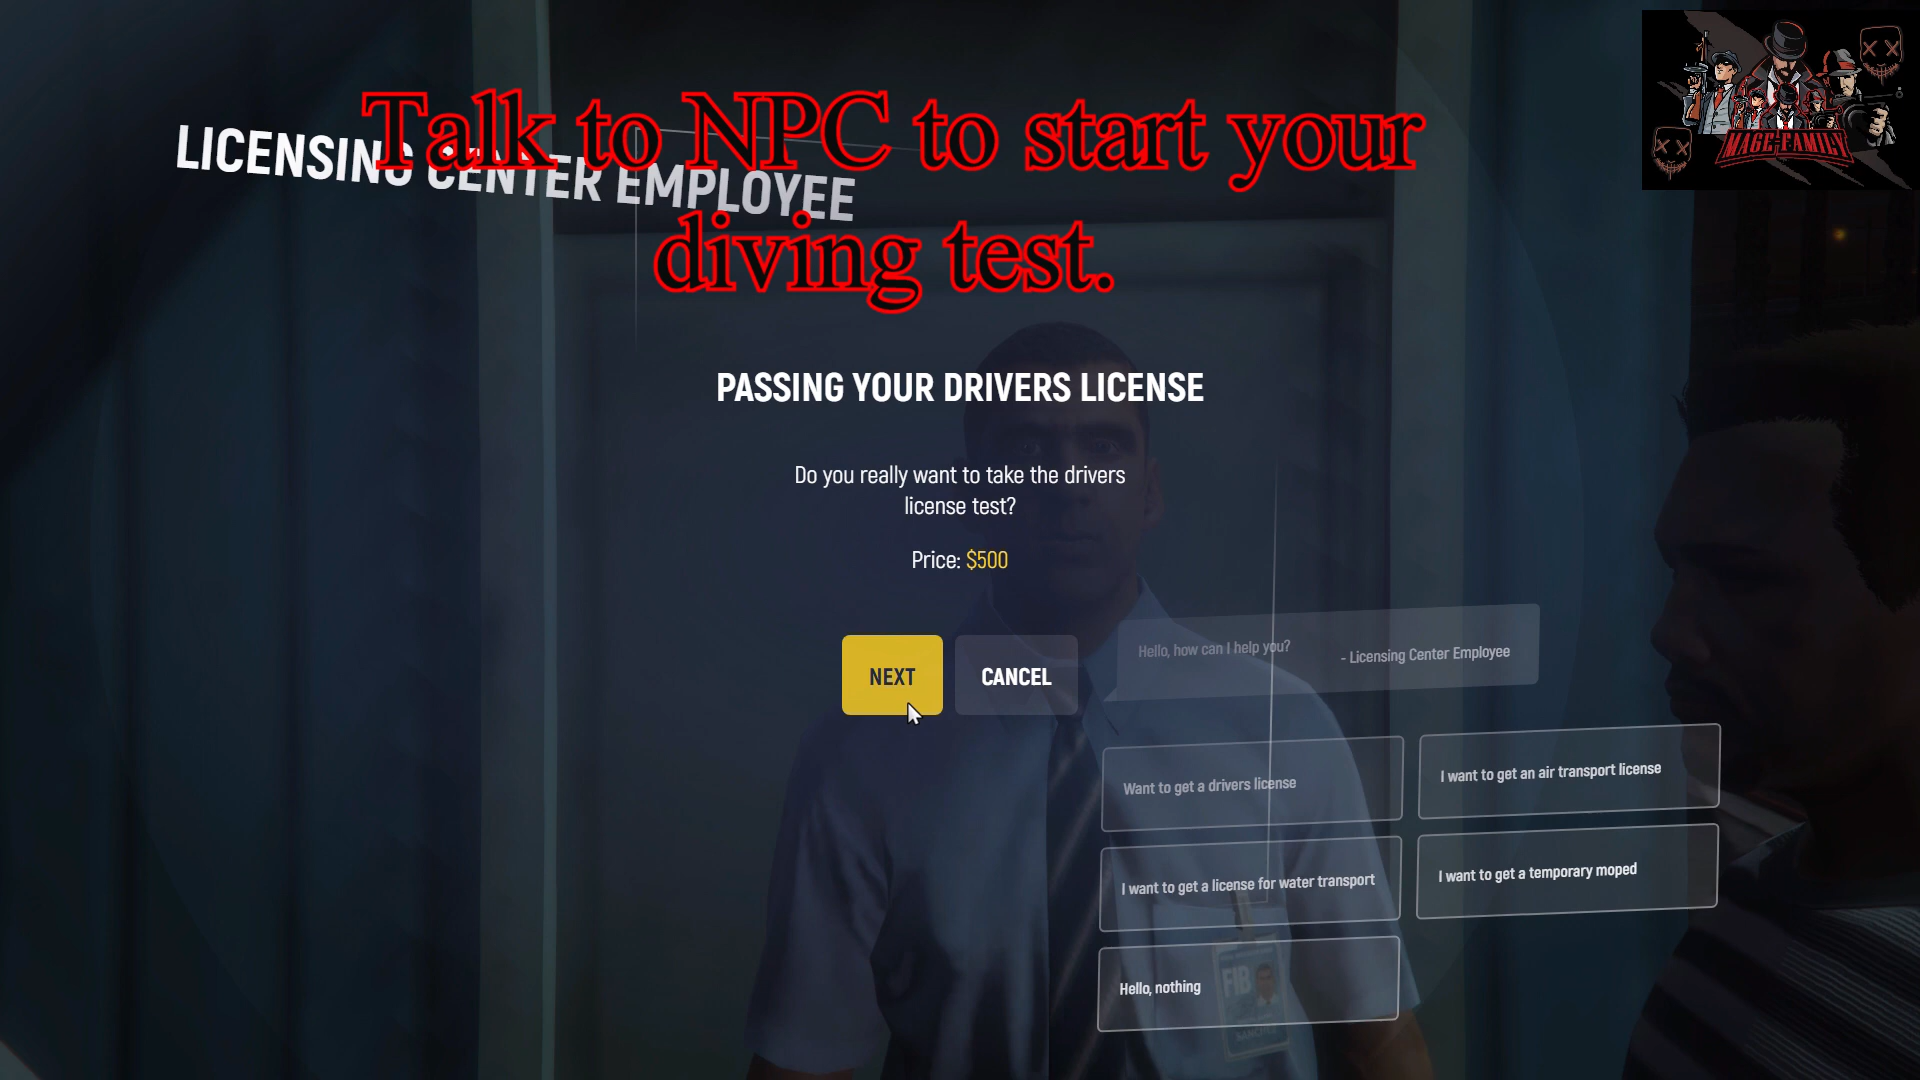 Talk to NPC to start your
diving test.
LICENSING CENTER EMPLOYEE
MAGE-FAMILY
PASSING YOUR DRIVERS LICENSE
Do you really want to take the drivers
license test?
Price: $500
NEXT
CANCEL
Hello, how can I help you?
- Licensing Center Employee
Want to get a drivers license
I want to get an air transport license
I want to get a license for water transport
I want to get a temporary moped
Hello, nothing
FIB